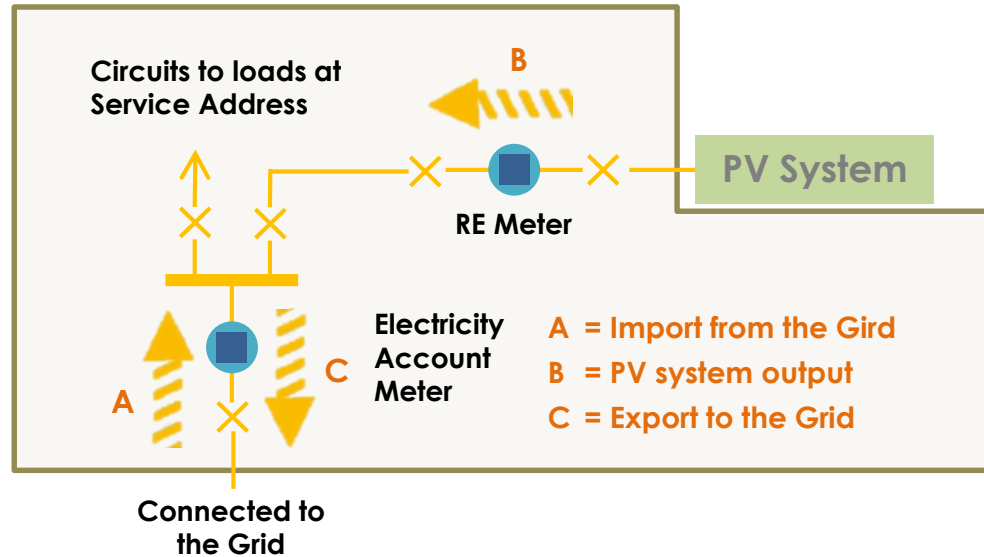 Circuits to loads at
Service Address
B
PV System
RE Meter
Electricity
Account
Meter
A
C
A = Import from the Gird
B = PV system output
C = Export to the Grid
Connected to
the Grid